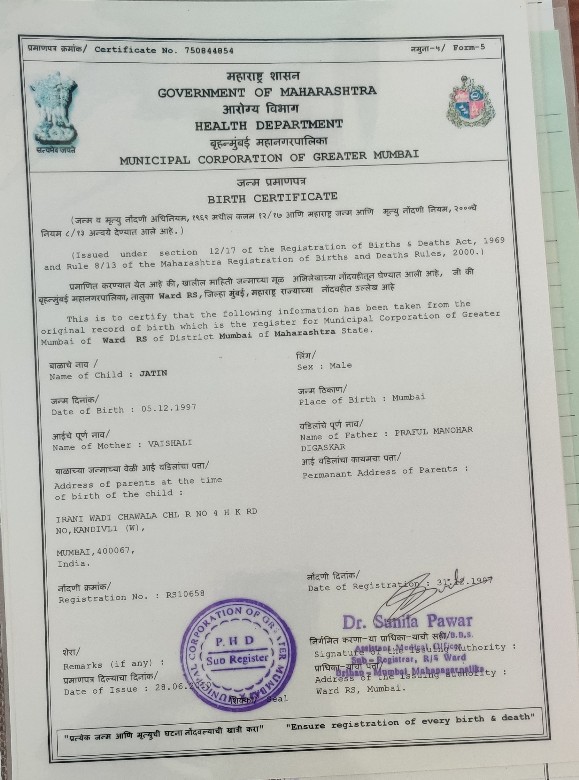 प्रमाणपत्र क्रमांक/ Certificate No. 750844854
नमुना-५/ Form-5
महाराष्ट्र शासन
GOVERNMENT OF MAHARASHTRA
आरोग्य विभाग
HEALTH DEPARTMENT
बृहन्मुंबई महानगरपालिका
MUNICIPAL CORPORATION OF GREATER MUMBAI
सत्यमेव जयते
जन्म प्रमाणपत्र
BIRTH CERTIFICATE
(जन्म व मृत्यु नोंदणी अधिनियम, १९६९ मधील कलम १२/१७ आणि महाराष्ट्र जन्म आणि मृत्यु नोंदणी नियम, २०००चे
नियम ८/१३ अन्वये देण्यात आले आहे.)
(Issued under section 12/17 of the Registration of Births & Deaths Act, 1969
and Rule 8/13 of the Maharashtra Registration of Births and Deaths Rules, 2000.)
प्रमाणित करण्यात येत आहे की, खालील माहिती जन्माच्या मूळ अभिलेखाच्या नोंदवहीतून घेण्यात आली आहे, जी की
बृहन्मुंबई महानगरपालिका, तालुका Ward RS, जिल्हा मुंबई, महाराष्ट्र राज्याच्या नोंदवहीत उल्लेख आहे
This is to certify that the following information has been taken from the
original record of birth which is the register for Municipal Corporation of Greater
Mumbai of Ward RS of District Mumbai of Maharashtra State.
बाळाचे नाव /
Name of Child : JATIN
लिंग/
Sex : Male
जन्म दिनांक/
Date of Birth : 05.12.1997
जन्म ठिकाण/
Place of Birth : Mumbai
आईचे पूर्ण नाव/
Name of Mother : VAISHALI
वडिलांचे पूर्ण नाव/
Name of Father : PRAFUL MANOHAR
DIGASKAR
बाळाच्या जन्माच्या वेळी आई वडिलांचा पत्ता/
Address of parents at the time
of birth of the child :
आई वडिलांचा कायमचा पत्ता/
Permanant Address of Parents :
IRANI WADI CHAWALA CHL R NO 4 H K RD
NO,KANDIVLI (W),
MUMBAI,400067,
India.
नोंदणी क्रमांक/
Registration No. : RS10658
नोंदणी दिनांक/
Date of Registration : 31.12.1997
Dr. Sunila Pawar
M.B.B.S.
Assistant Medical Officer
Sub - Registrar, R/S Ward
Brihan-Mumbai Mahanagarpalika
निर्गमित करणा-या प्राधिका-याची सही/
Signature of the issuing authority :
प्राधिका-याचा पत्ता/
Address of the issuing authority :
Ward RS, Mumbai.
शेरा/
Remarks (if any) :
प्रमाणपत्र दिल्याचा दिनांक/
Date of Issue : 28.06.
MUNICIPAL CORPORATION OF GREATER MUMBAI
P H D
Sub Register
Seal
"प्रत्येक जन्म आणि मृत्युची घटना नोंदवल्याची खात्री करा" "Ensure registration of every birth & death"